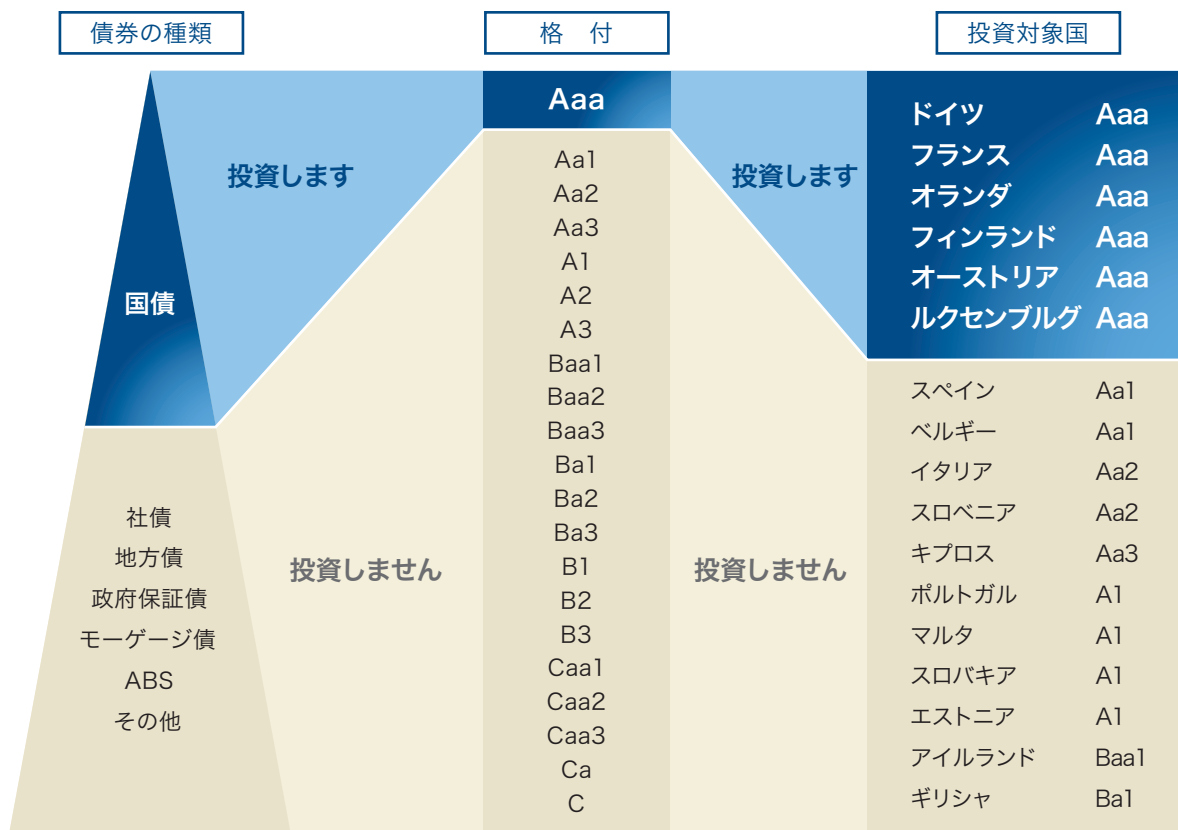 債券の種類
格 付
投資対象国
国債
社債
地方債
政府保証債
モーゲージ債
ABS
その他
投資します
投資しません
Aaa
Aa1
Aa2
Aa3
A1
A2
A3
Baa1
Baa2
Baa3
Ba1
Ba2
Ba3
B1
B2
B3
Caa1
Caa2
Caa3
Ca
C
投資します
投資しません
ドイツ Aaa
フランス Aaa
オランダ Aaa
フィンランド Aaa
オーストリア Aaa
ルクセンブルグ Aaa
スペイン Aa1
ベルギー Aa1
イタリア Aa2
スロベニア Aa2
キプロス Aa3
ポルトガル A1
マルタ A1
スロバキア A1
エストニア A1
アイルランド Baa1
ギリシャ Ba1